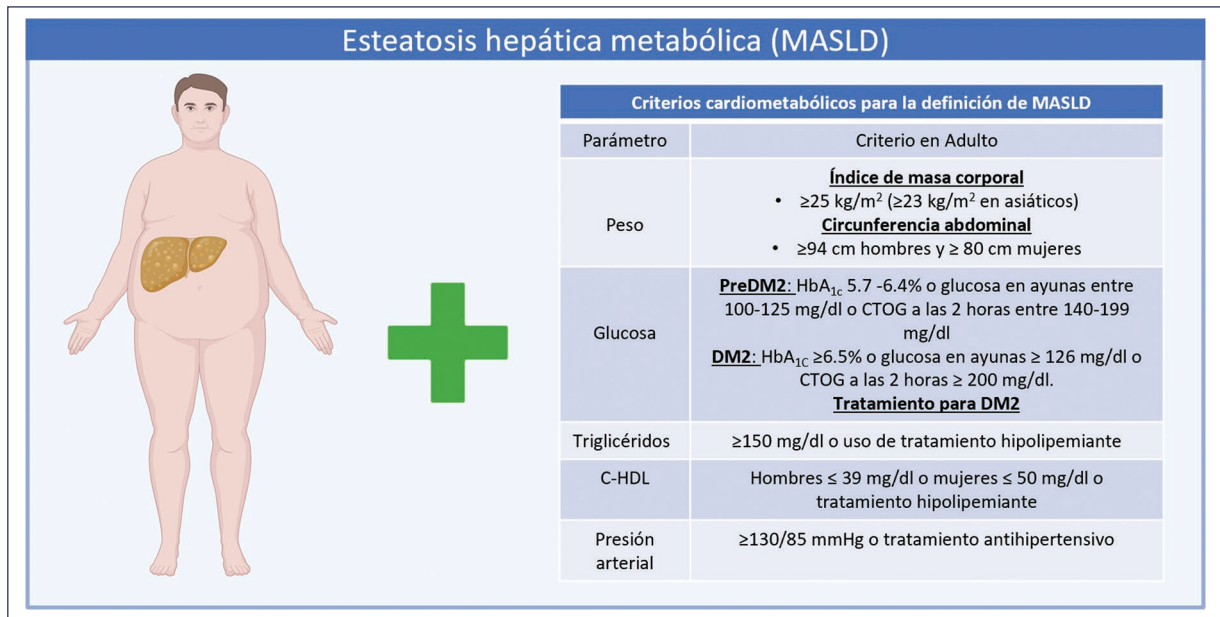 Esteatosis hepática metabólica (MASLD)
Criterios cardiometabólicos para la definición de MASLD
Parámetro
Criterio en Adulto
Peso
Índice de masa corporal
• ≥25 kg/m² (≥23 kg/m² en asiáticos)
Circunferencia abdominal
• ≥94 cm hombres y ≥ 80 cm mujeres
Glucosa
PreDM2: HbA₁c 5.7 -6.4% o glucosa en ayunas entre
100-125 mg/dl o CTOG a las 2 horas entre 140-199
mg/dl
DM2: HbA₁C ≥6.5% o glucosa en ayunas ≥ 126 mg/dl o
CTOG a las 2 horas ≥ 200 mg/dl.
Tratamiento para DM2
Triglicéridos
≥150 mg/dl o uso de tratamiento hipolipemiante
C-HDL
Hombres ≤ 39 mg/dl o mujeres ≤ 50 mg/dl o
tratamiento hipolipemiante
Presión
arterial
≥130/85 mmHg o tratamiento antihipertensivo